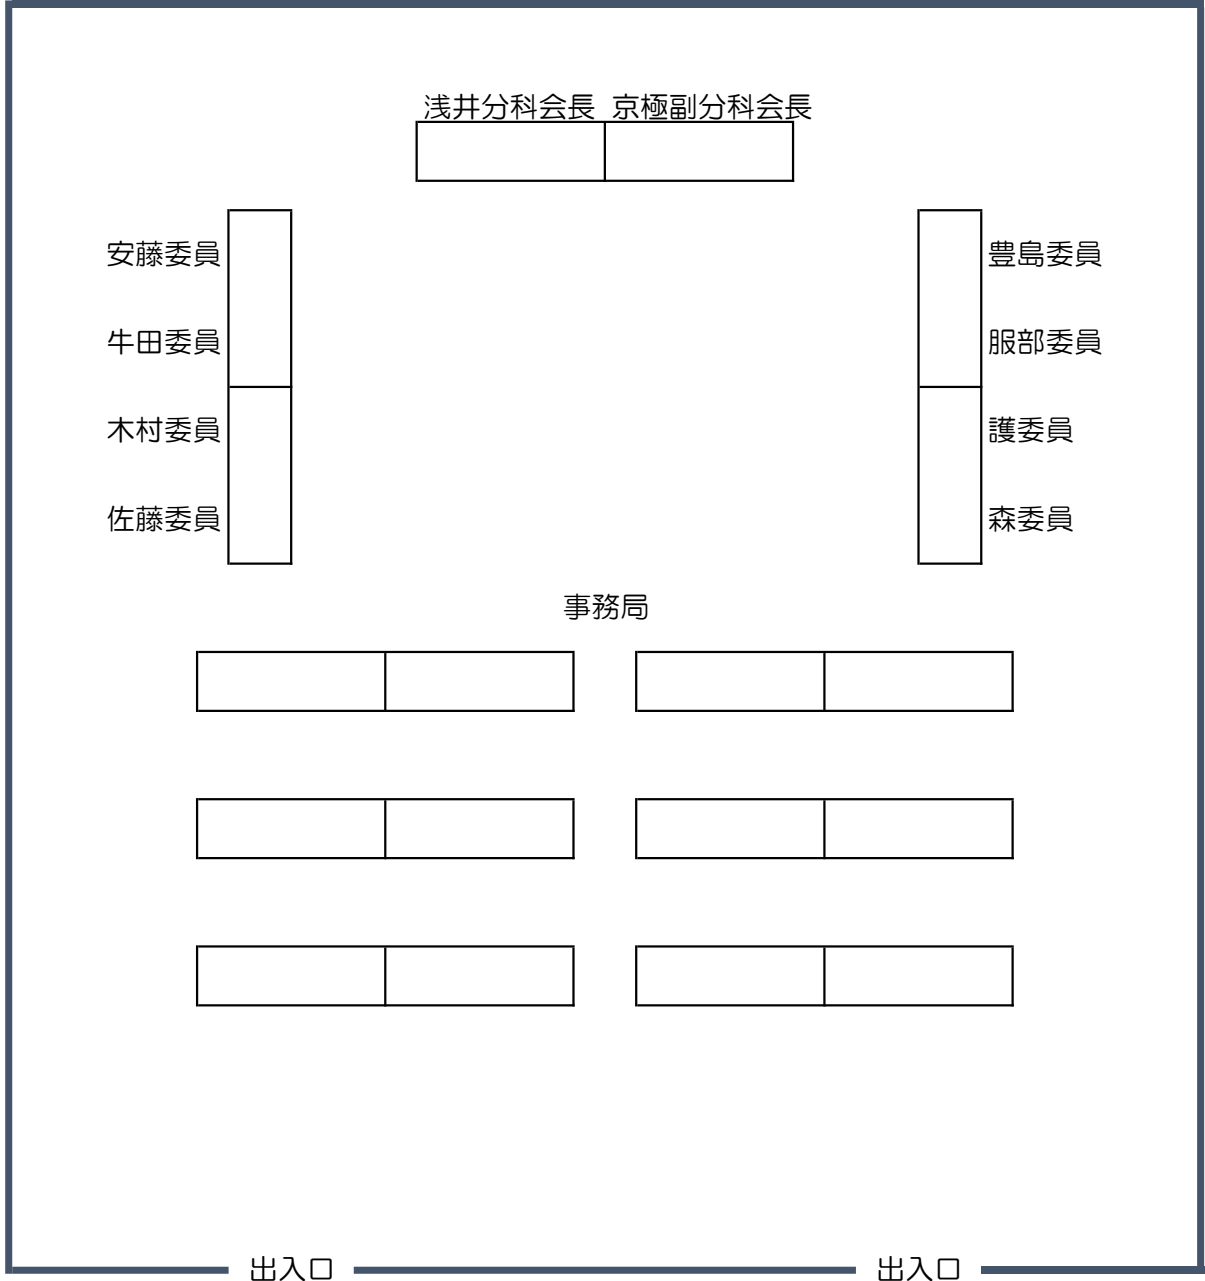 浅井分科会長 京極副分科会長
安藤委員
豊島委員
牛田委員
服部委員
木村委員
護委員
佐藤委員
森委員
事務局
出入口
出入口